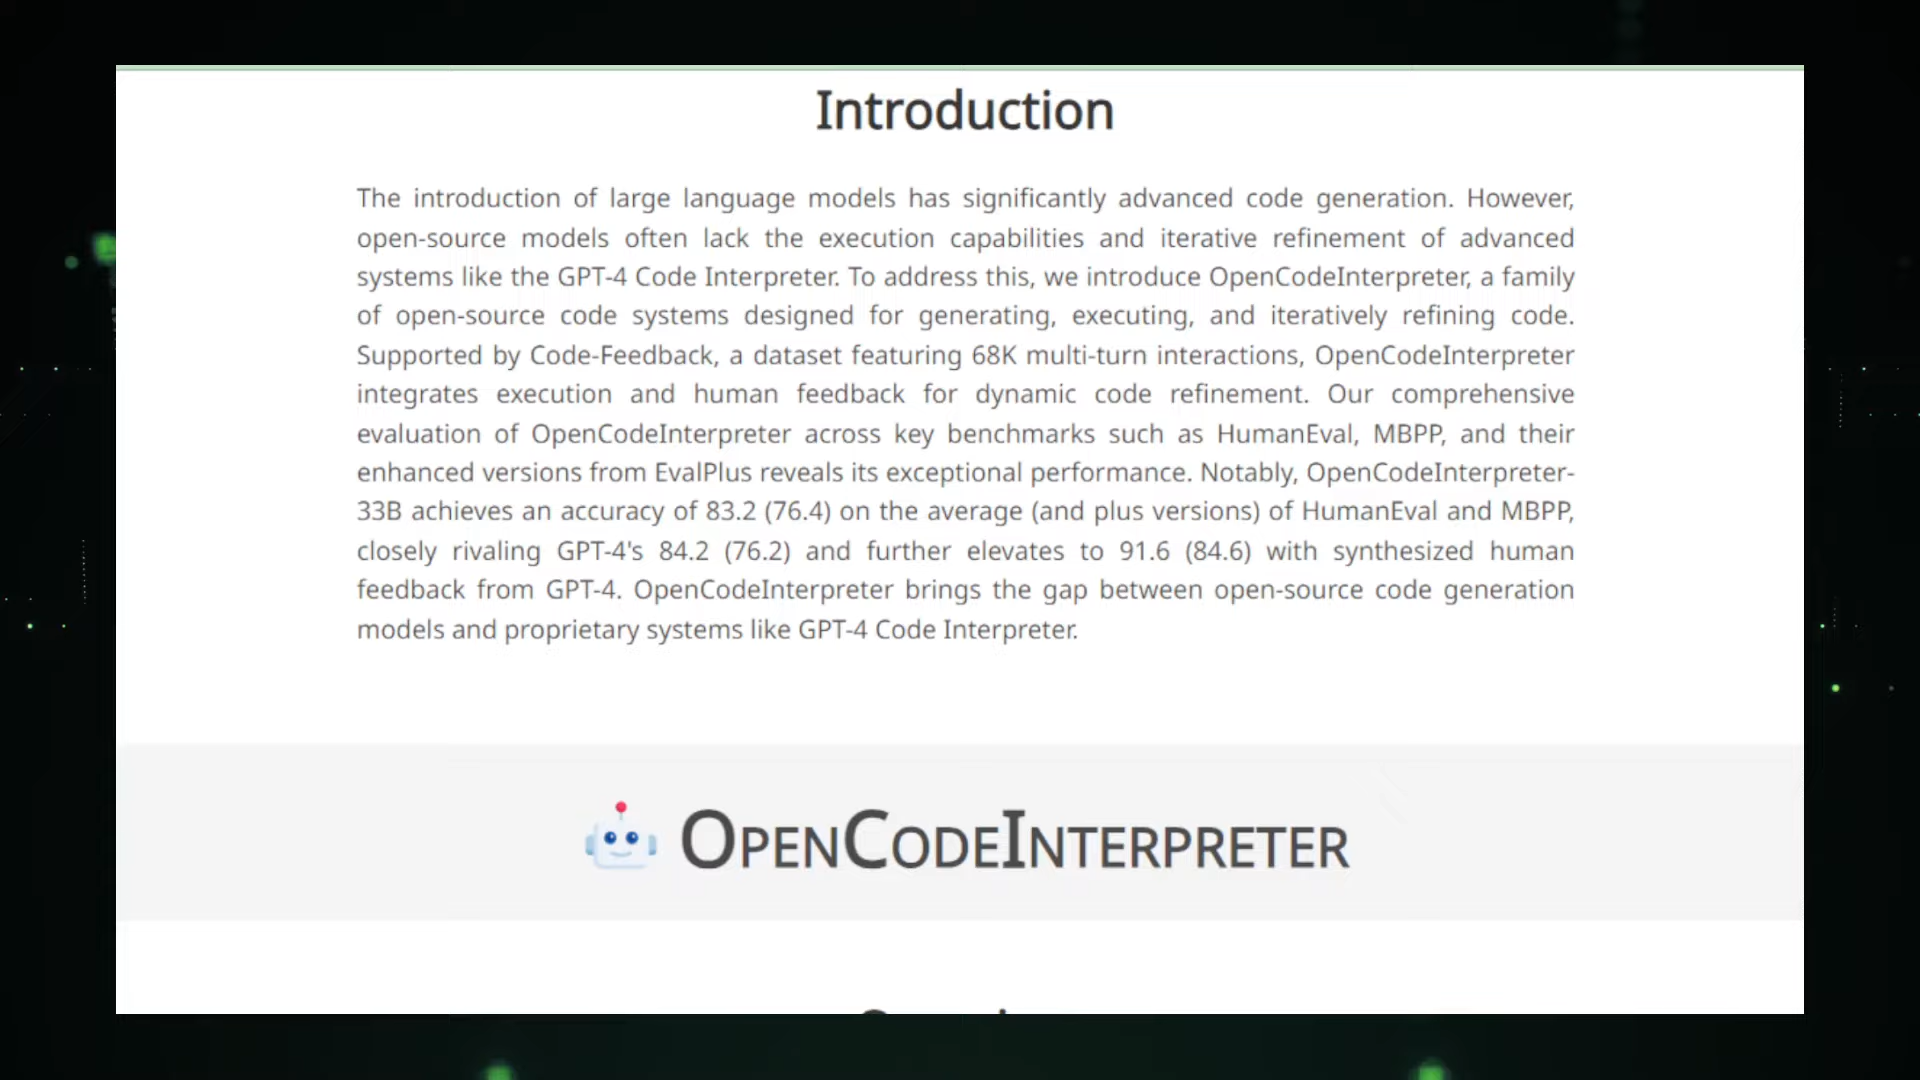 Introduction
The introduction of large language models has significantly advanced code generation. However,
open-source models often lack the execution capabilities and iterative refinement of advanced
systems like the GPT-4 Code Interpreter. To address this, we introduce OpenCodeInterpreter, a family
of open-source code systems designed for generating, executing, and iteratively refining code.
Supported by Code-Feedback, a dataset featuring 68K multi-turn interactions, OpenCodeInterpreter
integrates execution and human feedback for dynamic code refinement. Our comprehensive
evaluation of OpenCodeInterpreter across key benchmarks such as HumanEval, MBPP, and their
enhanced versions from EvalPlus reveals its exceptional performance. Notably, OpenCodeInterpreter-
33B achieves an accuracy of 83.2 (76.4) on the average (and plus versions) of HumanEval and MBPP,
closely rivaling GPT-4's 84.2 (76.2) and further elevates to 91.6 (84.6) with synthesized human
feedback from GPT-4. OpenCodeInterpreter brings the gap between open-source code generation
models and proprietary systems like GPT-4 Code Interpreter.
OPENCODEINTERPRETER